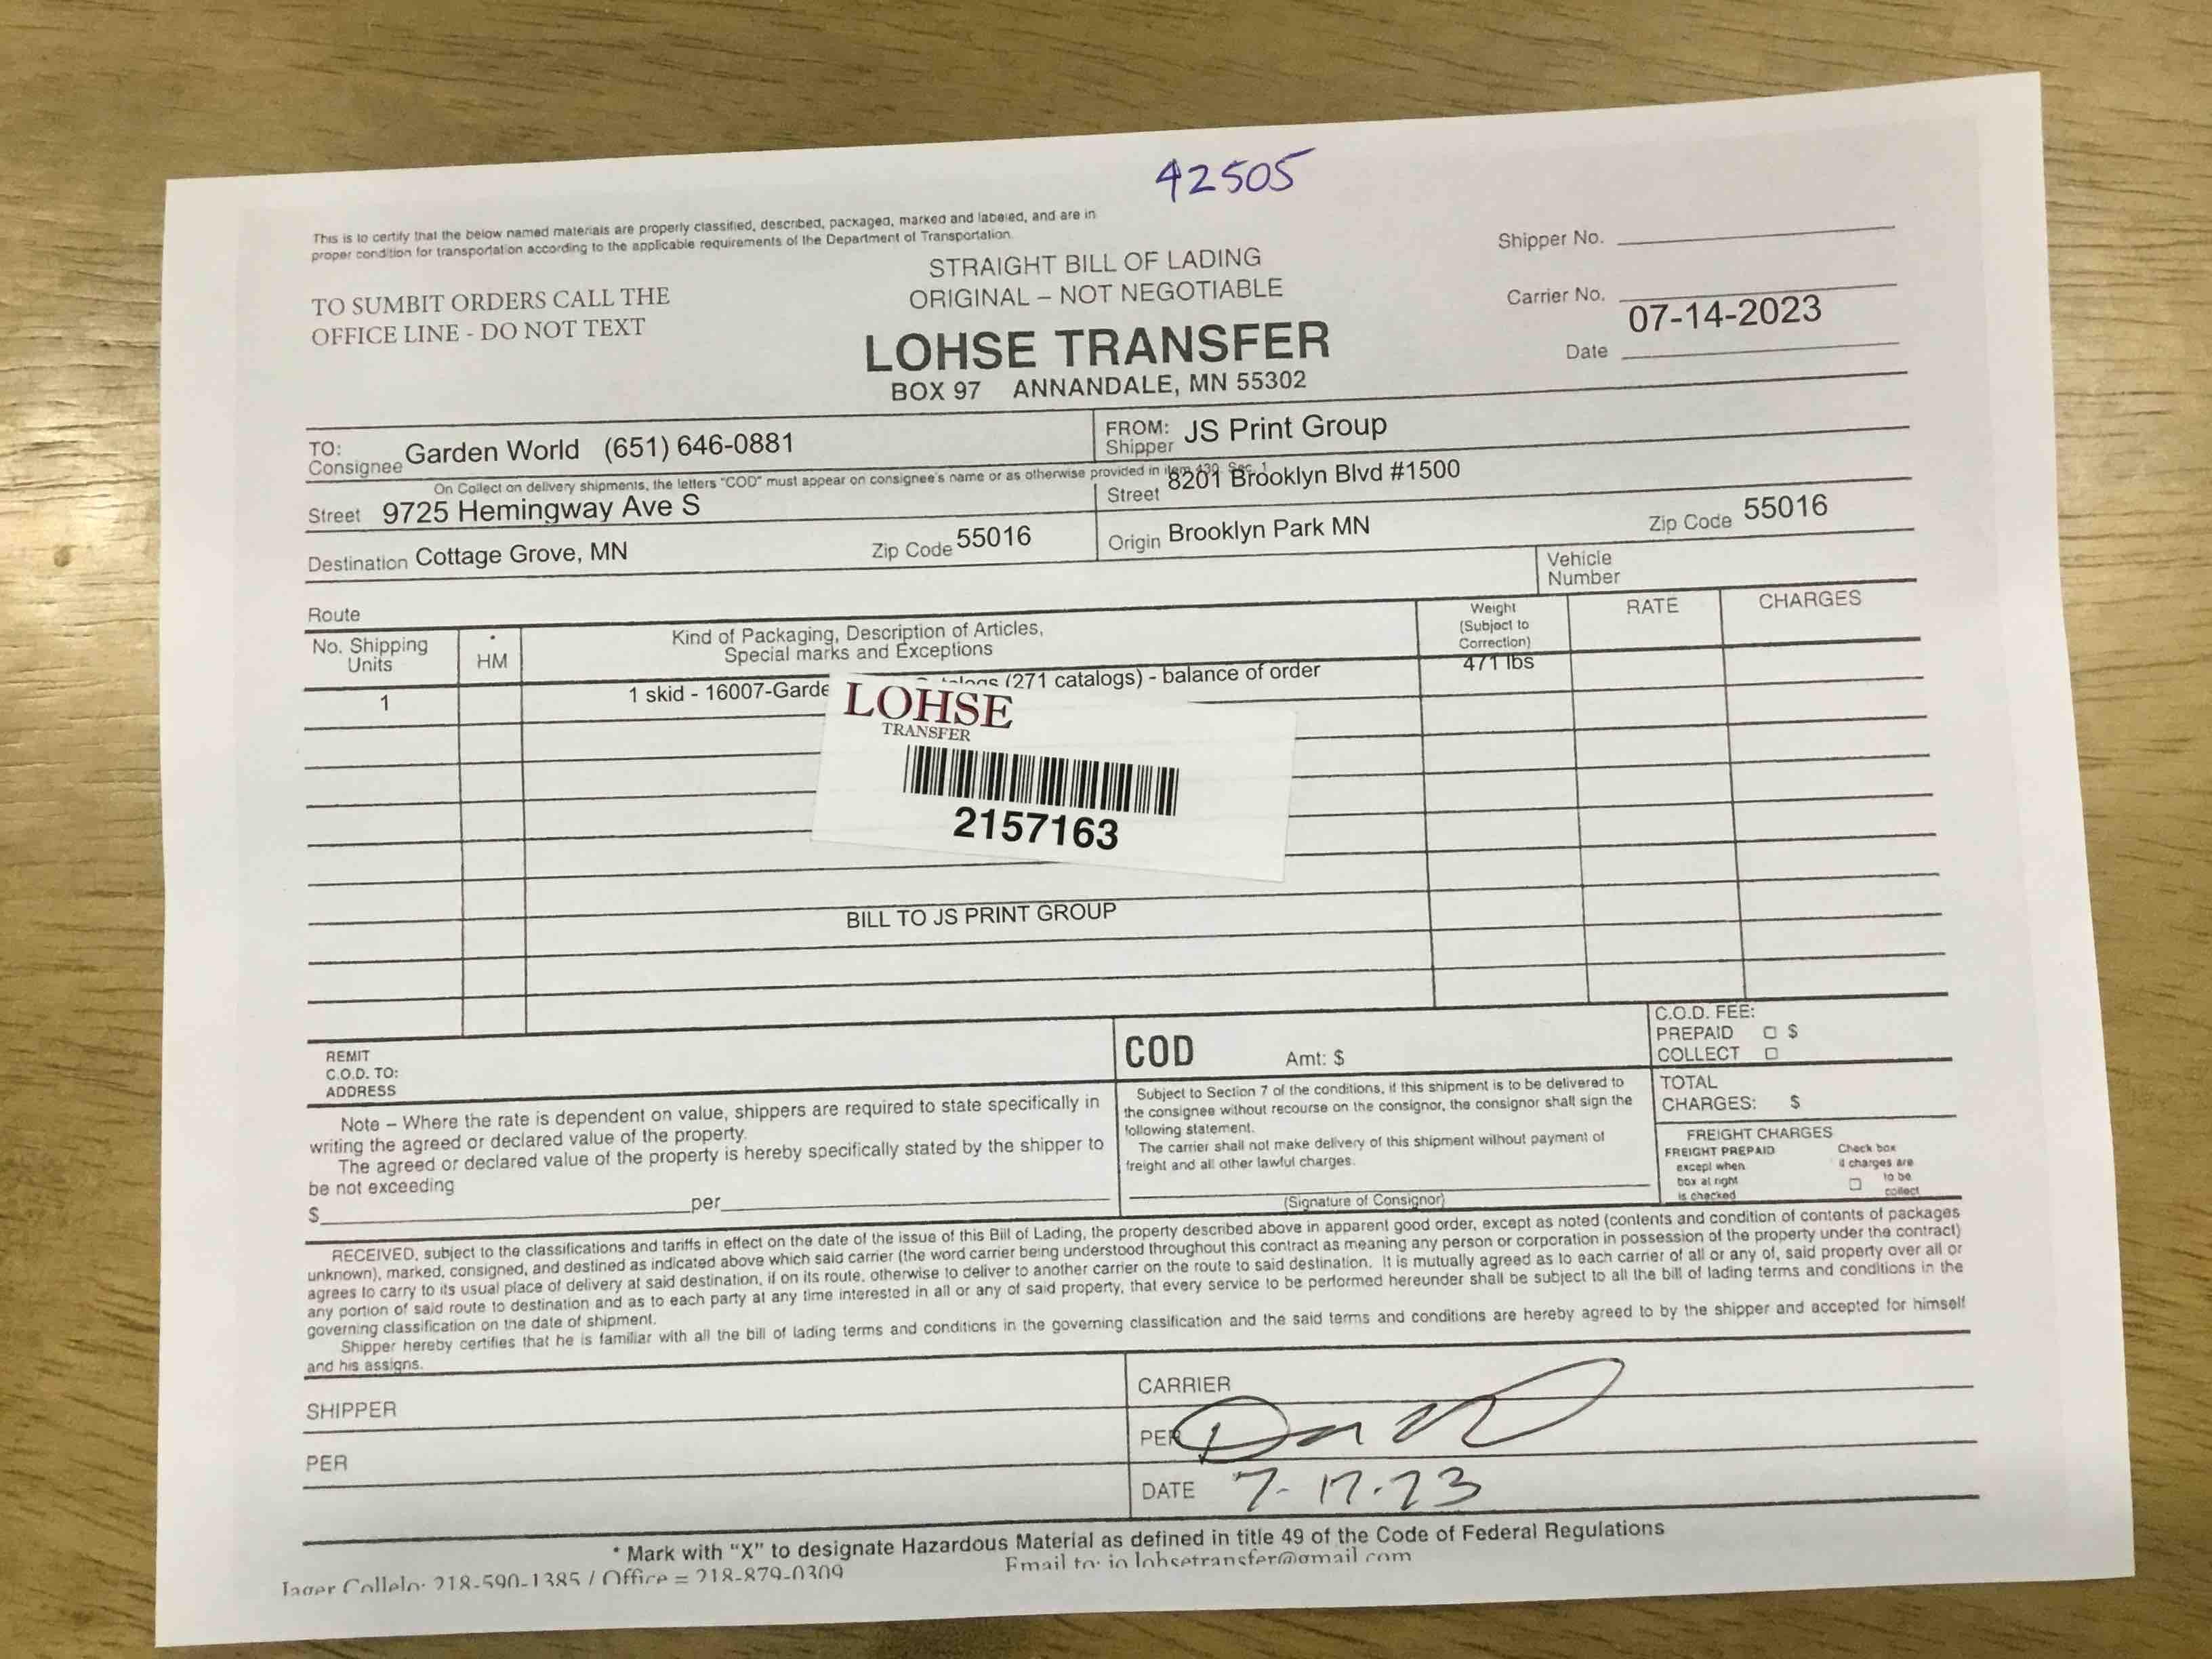 42505
This is to certify that the below named materials are properly classified, described, packaged, marked and labeled, and are in
proper condition for transportation according to the applicable requirements of the Department of Transportation.
TO SUMBIT ORDERS CALL THE
OFFICE LINE - DO NOT TEXT
STRAIGHT BILL OF LADING
ORIGINAL – NOT NEGOTIABLE
LOHSE TRANSFER
BOX 97 ANNANDALE, MN 55302
Shipper No.
Carrier No.
Date 07-14-2023
TO:
Consignee Garden World (651) 646-0881
FROM:
Shipper JS Print Group
On Collect on delivery shipments, the letters "COD" must appear on consignee's name or as otherwise provided in item 430. Sec. 1
Street 9725 Hemingway Ave S
Street 8201 Brooklyn Blvd #1500
Destination Cottage Grove, MN Zip Code 55016
Origin Brooklyn Park MN Zip Code 55016
Route
Vehicle
Number
No. Shipping
Units
*
HM
Kind of Packaging, Description of Articles,
Special marks and Exceptions
Weight
(Subject to
Correction)
RATE
CHARGES
1 1 skid - 16007-Garde (271 catalogs) - balance of order 471 lbs
LOHSE
TRANSFER
2157163
BILL TO JS PRINT GROUP
REMIT
C.O.D. TO:
ADDRESS
COD Amt: $
C.O.D. FEE:
PREPAID $
COLLECT
Note – Where the rate is dependent on value, shippers are required to state specifically in
writing the agreed or declared value of the property.
The agreed or declared value of the property is hereby specifically stated by the shipper to
be not exceeding
$ per
Subject to Section 7 of the conditions, if this shipment is to be delivered to
the consignee without recourse on the consignor, the consignor shall sign the
following statement.
The carrier shall not make delivery of this shipment without payment of
freight and all other lawful charges.
(Signature of Consignor)
TOTAL
CHARGES: $
FREIGHT CHARGES
FREIGHT PREPAID
except when
box at right
is checked
Check box
if charges are
to be
collect
RECEIVED, subject to the classifications and tariffs in effect on the date of the issue of this Bill of Lading, the property described above in apparent good order, except as noted (contents and condition of contents of packages
unknown), marked, consigned, and destined as indicated above which said carrier (the word carrier being understood throughout this contract as meaning any person or corporation in possession of the property under the contract)
agrees to carry to its usual place of delivery at said destination, if on its route, otherwise to deliver to another carrier on the route to said destination. It is mutually agreed as to each carrier of all or any of, said property over all or
any portion of said route to destination and as to each party at any time interested in all or any of said property, that every service to be performed hereunder shall be subject to all the bill of lading terms and conditions in the
governing classification on the date of shipment.
Shipper hereby certifies that he is familiar with all the bill of lading terms and conditions in the governing classification and the said terms and conditions are hereby agreed to by the shipper and accepted for himself
and his assigns.
SHIPPER
PER
CARRIER
PER
DATE 7-17-23
* Mark with "X" to designate Hazardous Material as defined in title 49 of the Code of Federal Regulations
Jager Collelo: 218-590-1385 / Office = 218-879-0309
Email to: jo.lohsetransfer@gmail.com